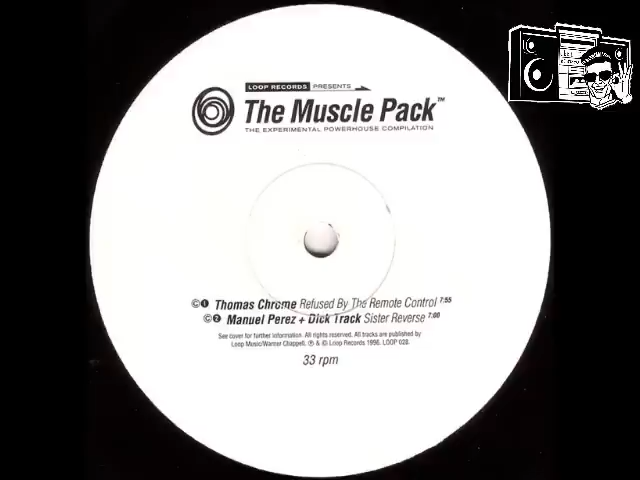 LOOP RECORDS PRESENTS
The Muscle Pack™
THE EXPERIMENTAL POWERHOUSE COMPILATION
©❶ Thomas Chrome Refused By The Remote Control 7:55
©❷ Manuel Perez + Dick Track Sister Reverse 7:00
See cover for further information. All rights reserved. All tracks are published by
Loop Music/Warner Chappell. ℗ & © Loop Records 1996. LOOP 028.
33 rpm